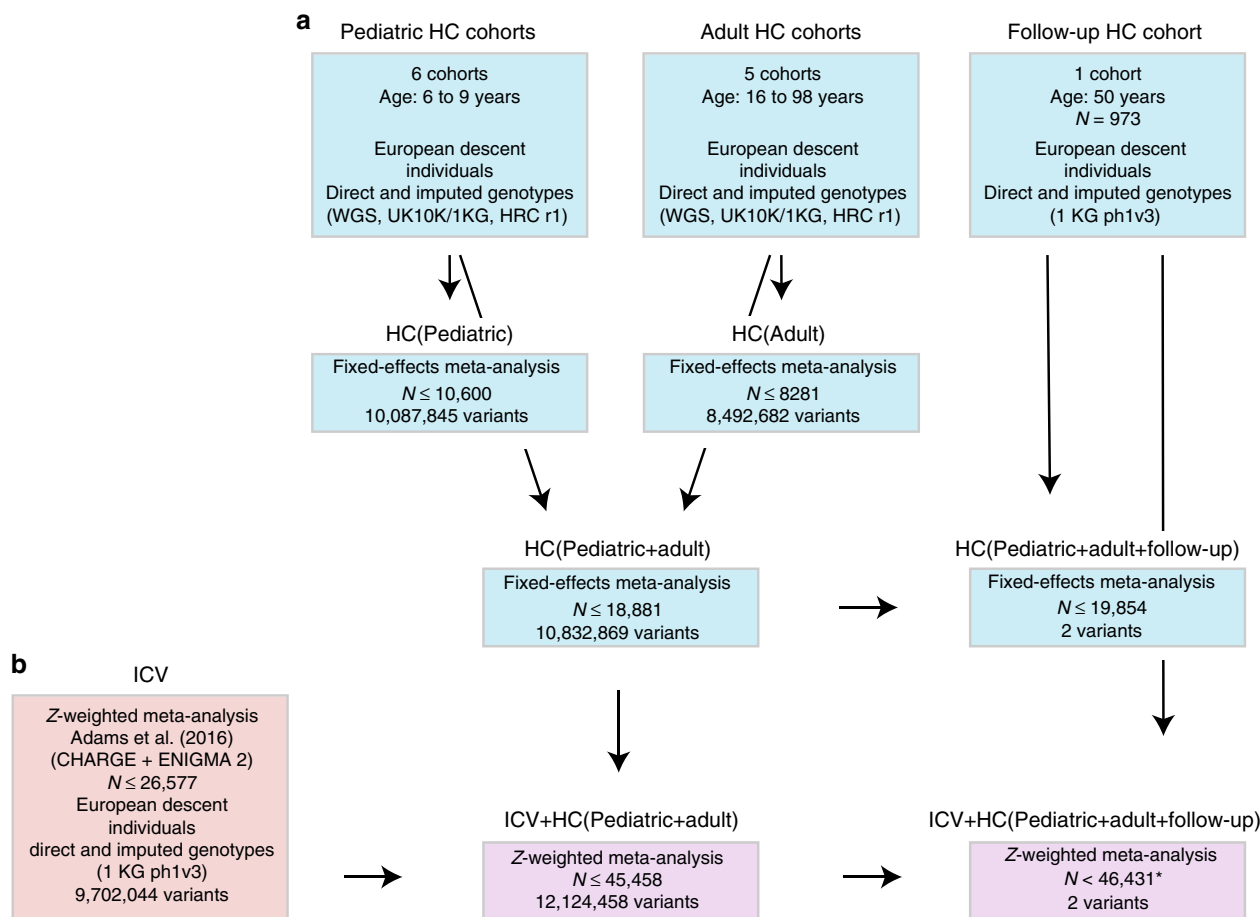 a
Pediatric HC cohorts
6 cohorts
Age: 6 to 9 years
European descent
individuals
Direct and imputed genotypes
(WGS, UK10K/1KG, HRC r1)
Adult HC cohorts
5 cohorts
Age: 16 to 98 years
European descent
individuals
Direct and imputed genotypes
(WGS, UK10K/1KG, HRC r1)
Follow-up HC cohort
1 cohort
Age: 50 years
N = 973
European descent
individuals
Direct and imputed genotypes
(1 KG ph1v3)
HC(Pediatric)
Fixed-effects meta-analysis
N ≤ 10,600
10,087,845 variants
HC(Adult)
Fixed-effects meta-analysis
N ≤ 8281
8,492,682 variants
HC(Pediatric+adult)
Fixed-effects meta-analysis
N ≤ 18,881
10,832,869 variants
HC(Pediatric+adult+follow-up)
Fixed-effects meta-analysis
N ≤ 19,854
2 variants
b
ICV
Z-weighted meta-analysis
Adams et al. (2016)
(CHARGE + ENIGMA 2)
N ≤ 26,577
European descent
individuals
direct and imputed genotypes
(1 KG ph1v3)
9,702,044 variants
ICV+HC(Pediatric+adult)
Z-weighted meta-analysis
N ≤ 45,458
12,124,458 variants
ICV+HC(Pediatric+adult+follow-up)
Z-weighted meta-analysis
N < 46,431*
2 variants